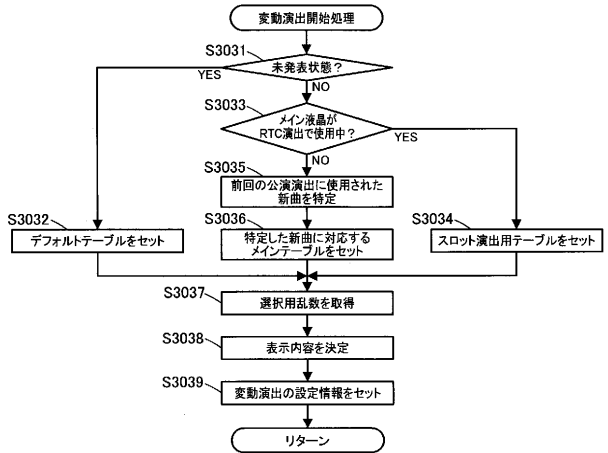 変動演出開始処理
S3031
未発表状態？
YES
NO
S3033
メイン液晶が
RTC演出で使用中？
YES
NO
S3035
前回の公演演出に使用された
新曲を特定
S3032
デフォルトテーブルをセット
S3036
特定した新曲に対応する
メインテーブルをセット
S3034
スロット演出用テーブルをセット
S3037
選択用乱数を取得
S3038
表示内容を決定
S3039
変動演出の設定情報をセット
リターン